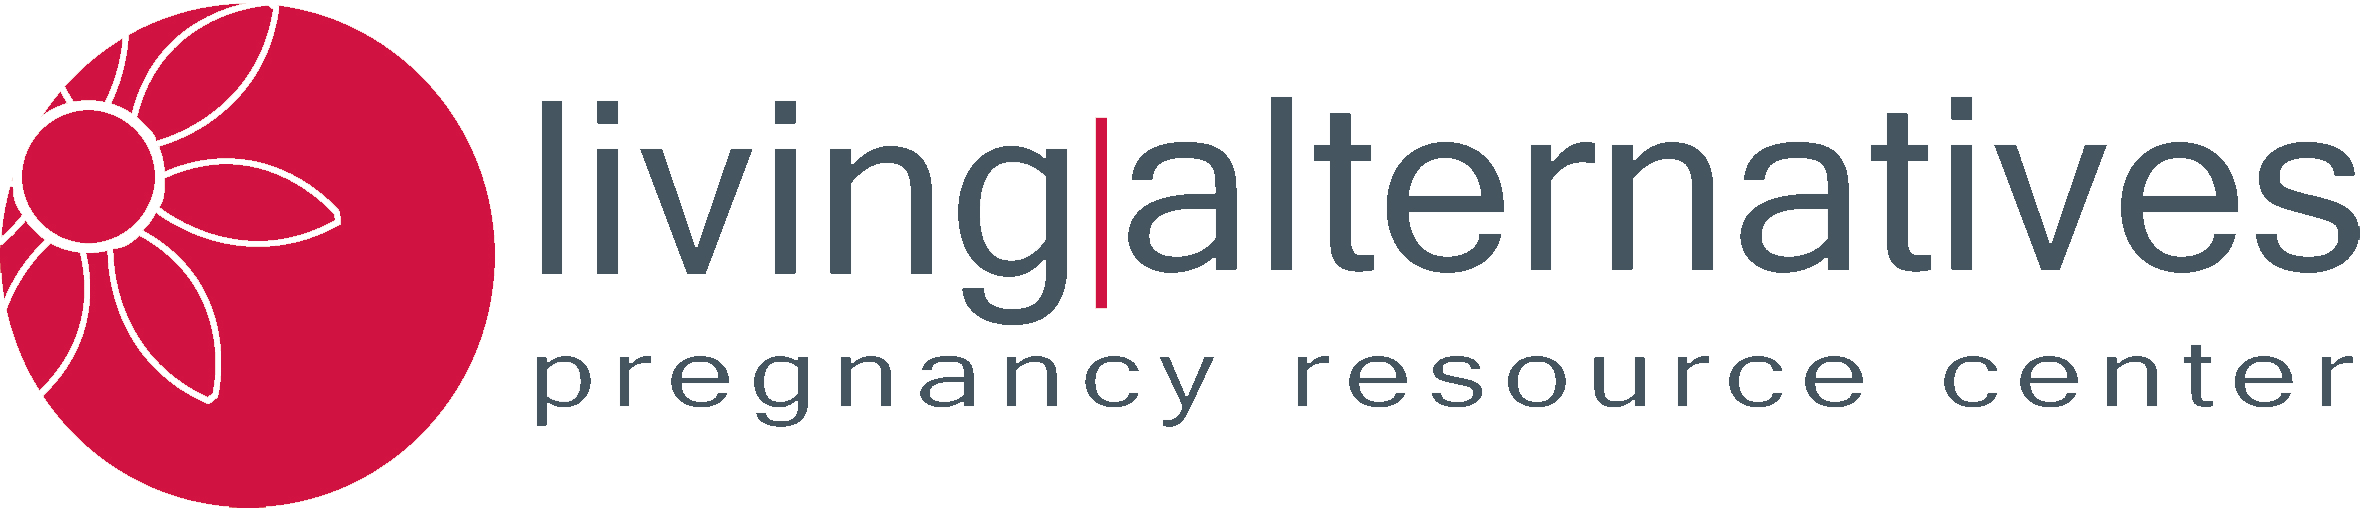 living|alternatives
pregnancy resource center